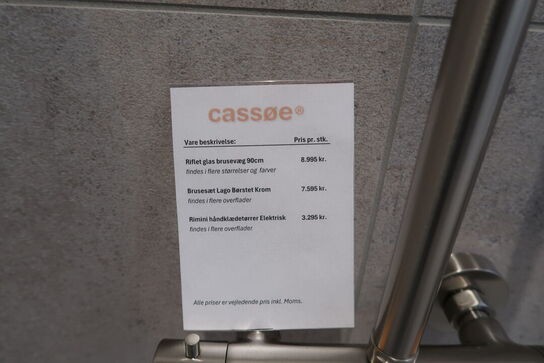 cassøe®
Vare beskrivelse: Pris pr. stk.
Riflet glas brusevæg 90cm 8.995 kr.
findes i flere størrelser og farver
Brusesæt Lago Børstet Krom 7.595 kr.
findes i flere overflader
Rimini håndklædetørrer Elektrisk 3.295 kr.
findes i flere overflader
Alle priser er vejledende pris inkl. Moms.